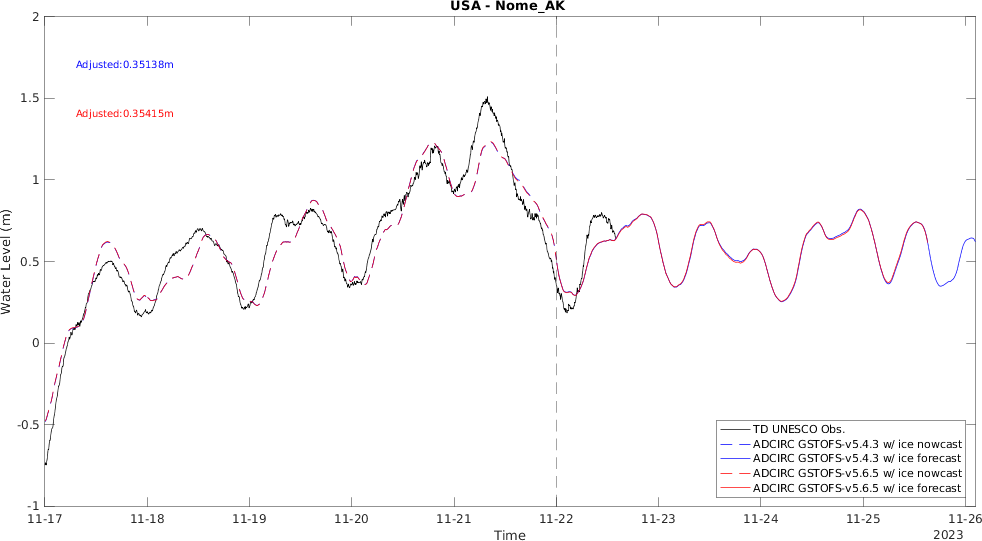 USA - Nome_AK
Adjusted:0.35138m
Adjusted:0.35415m
Water Level (m)
2
1.5
1
0.5
0
-0.5
-1
11-17 11-18 11-19 11-20 11-21 11-22 11-23 11-24 11-25 11-26
Time
2023
TD UNESCO Obs.
ADCIRC GSTOFS-v5.4.3 w/ ice nowcast
ADCIRC GSTOFS-v5.4.3 w/ ice forecast
ADCIRC GSTOFS-v5.6.5 w/ ice nowcast
ADCIRC GSTOFS-v5.6.5 w/ ice forecast